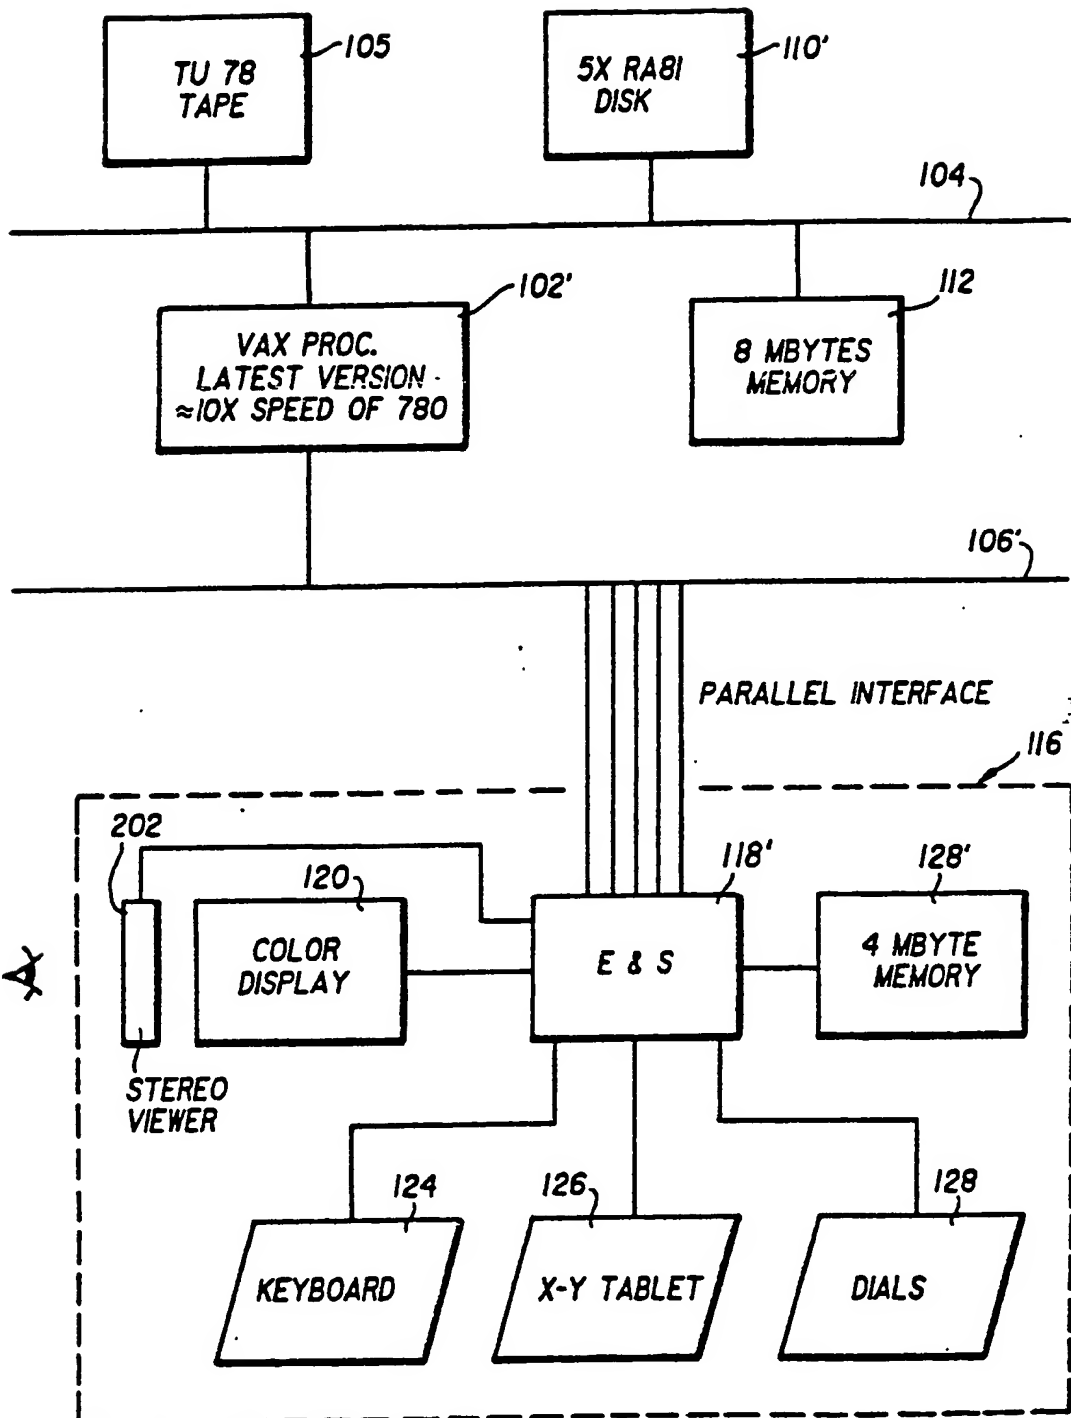 105
TU 78
TAPE
110'
5X RA81
DISK
104
102'
VAX PROC.
LATEST VERSION
≈10X SPEED OF 780
112
8 MBYTES
MEMORY
106'
PARALLEL INTERFACE
116
202
120
COLOR
DISPLAY
118'
E & S
128'
4 MBYTE
MEMORY
STEREO
VIEWER
124
KEYBOARD
126
X-Y TABLET
128
DIALS